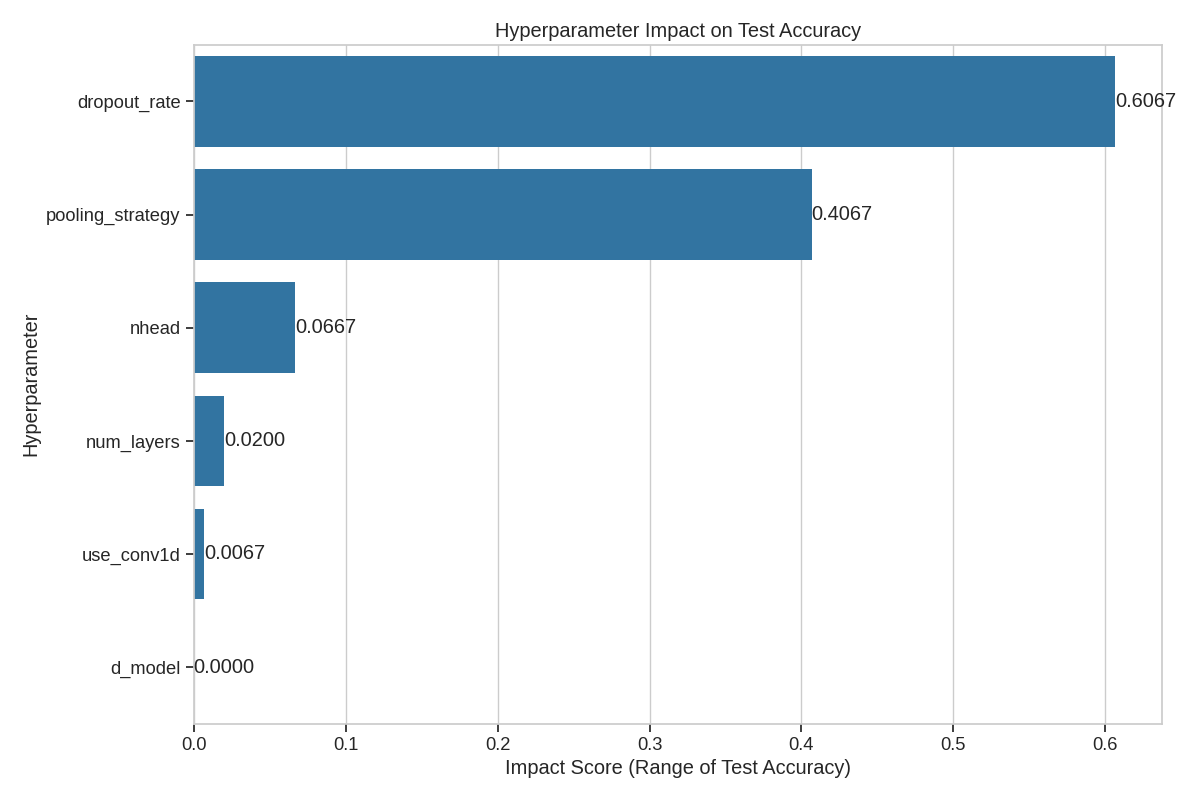 Hyperparameter Impact on Test Accuracy
dropout_rate
0.6067
pooling_strategy
0.4067
nhead
0.0667
num_layers
0.0200
use_conv1d
0.0067
d_model
0.0000
Hyperparameter
0.0 0.1 0.2 0.3 0.4 0.5 0.6
Impact Score (Range of Test Accuracy)